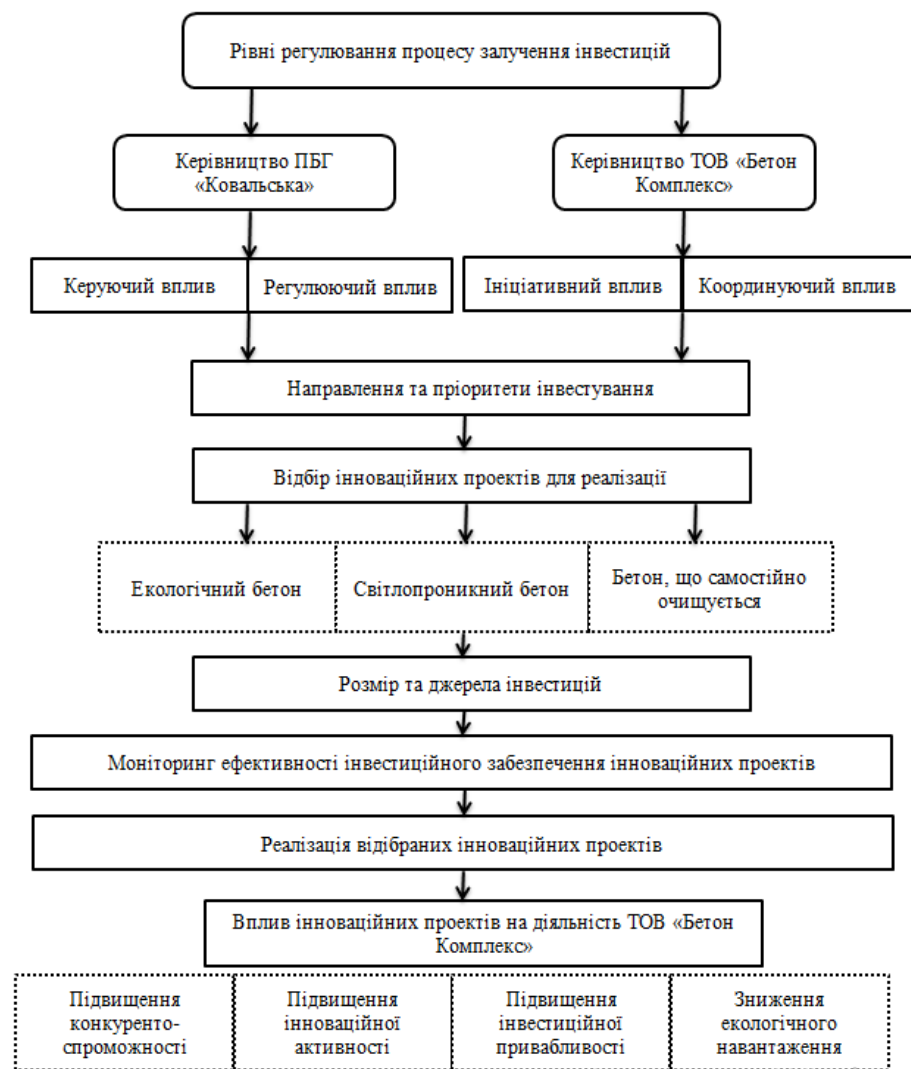 Рівні регулювання процесу залучення інвестицій
Керівництво ПБГ
«Ковальська»
Керівництво ТОВ «Бетон
Комплекс»
Керуючий вплив
Регулюючий вплив
Ініціативний вплив
Координуючий вплив
Направлення та пріоритети інвестування
Відбір інноваційних проектів для реалізації
Екологічний бетон
Світлопроникний бетон
Бетон, що самостійно
очищується
Розмір та джерела інвестицій
Моніторинг ефективності інвестиційного забезпечення інноваційних проектів
Реалізація відібраних інноваційних проектів
Вплив інноваційних проектів на діяльність ТОВ «Бетон
Комплекс»
Підвищення
конкуренто-
спроможності
Підвищення
інноваційної
активності
Підвищення
інвестиційної
привабливості
Зниження
екологічного
навантаження